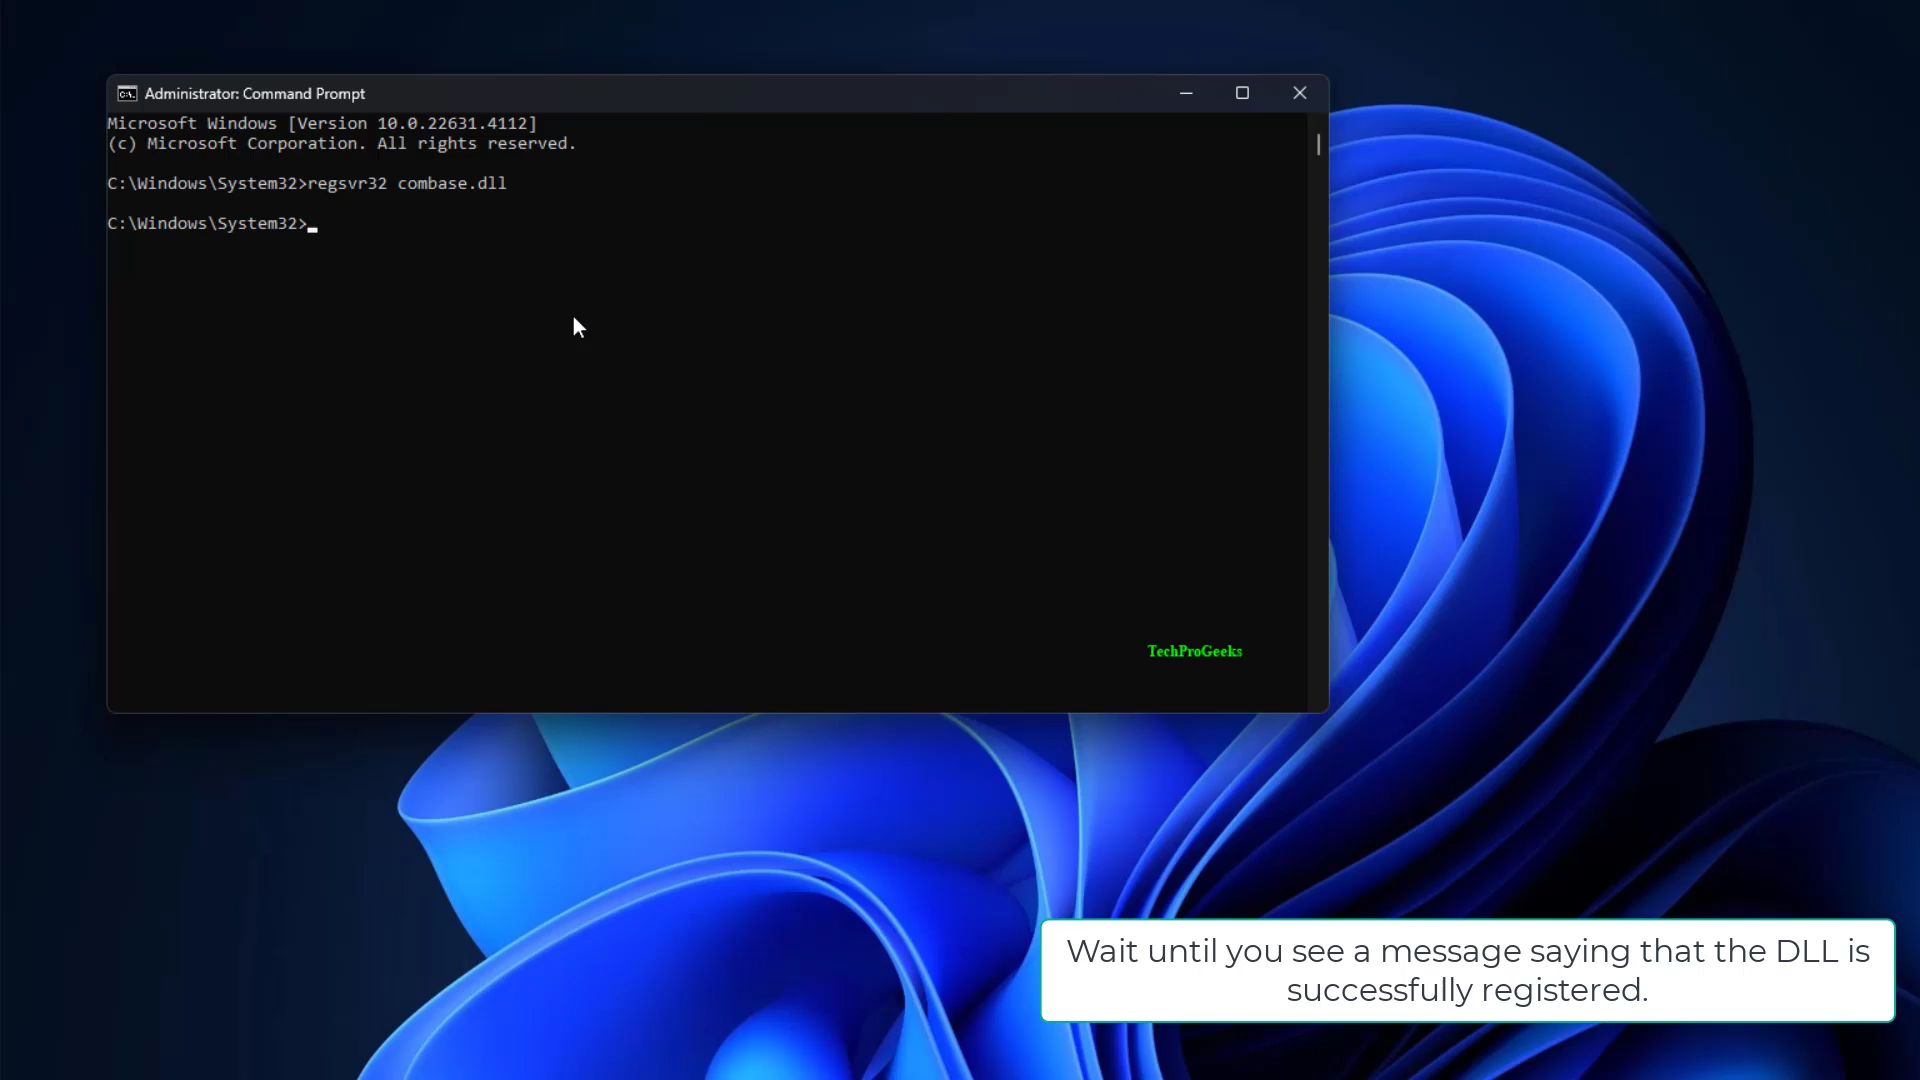 Administrator: Command Prompt
Microsoft Windows [Version 10.0.22631.4112]
(c) Microsoft Corporation. All rights reserved.
C:\Windows\System32>regsvr32 combase.dll
C:\Windows\System32>
TechProGeeks
Wait until you see a message saying that the DLL is
successfully registered.